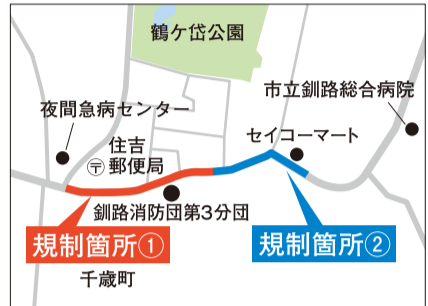 鶴ケ岱公園
市立釧路総合病院
夜間急病センター
セイコーマート
住吉
〒郵便局
釧路消防団第3分団
規制箇所①
規制箇所②
千歳町